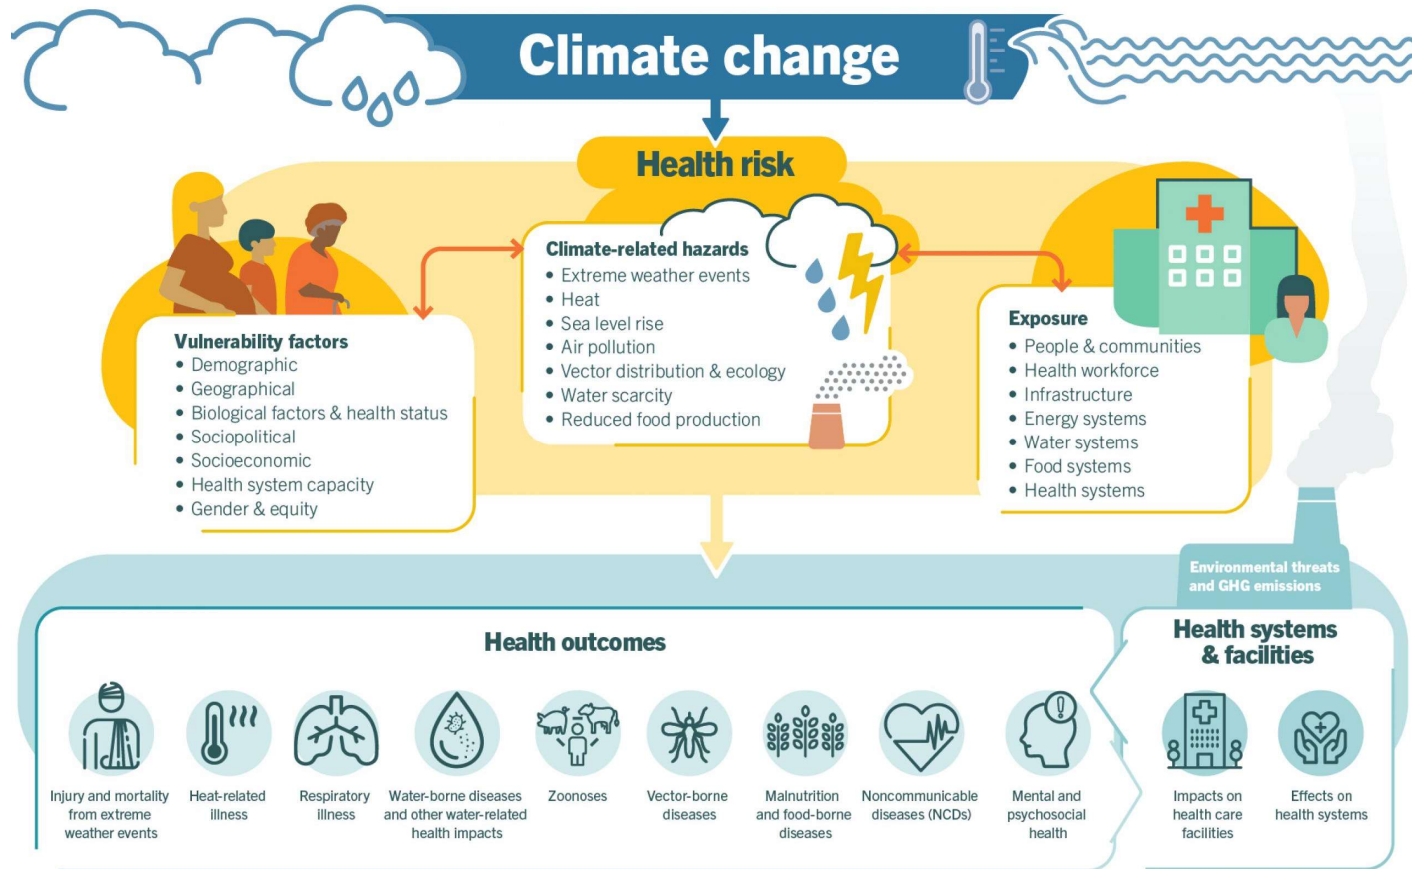 Climate change
Health risk
Vulnerability factors
• Demographic
• Geographical
• Biological factors & health status
• Sociopolitical
• Socioeconomic
• Health system capacity
• Gender & equity
Climate-related hazards
• Extreme weather events
• Heat
• Sea level rise
• Air pollution
• Vector distribution & ecology
• Water scarcity
• Reduced food production
Exposure
• People & communities
• Health workforce
• Infrastructure
• Energy systems
• Water systems
• Food systems
• Health systems
Environmental threats
and GHG emissions
Health outcomes
Injury and mortality
from extreme
weather events
Heat-related
illness
Respiratory
illness
Water-borne diseases
and other water-related
health impacts
Zoonoses
Vector-borne
diseases
Malnutrition
and food-borne
diseases
Noncommunicable
diseases (NCDs)
Mental and
psychosocial
health
Health systems
& facilities
Impacts on
health care
facilities
Effects on
health systems